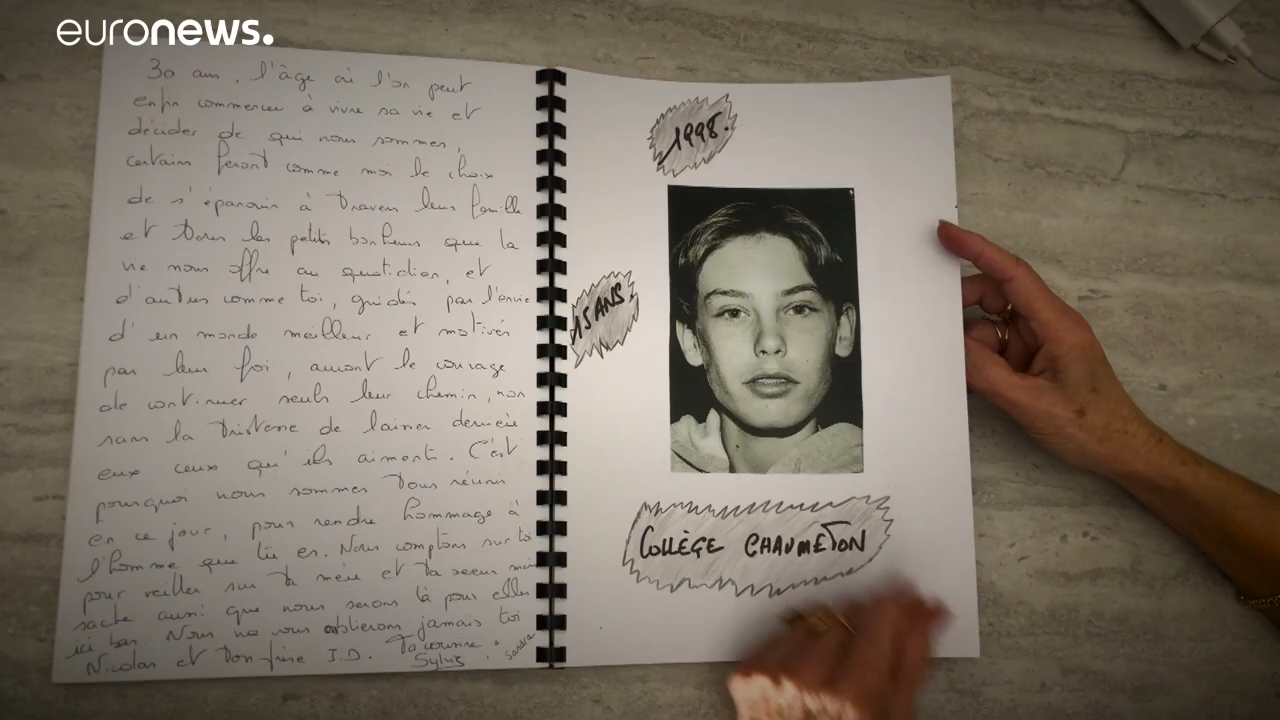 euronews.
30 ans, l'âge où l'on peut
enfin commencer à vivre sa vie et
décider de qui nous sommes,
certains feront comme moi le choix
de s'épanouir à travers leur famille
et tous les petits bonheurs que la
vie nous offre au quotidien, et
d'autres comme toi, guidés par l'envie
d'un monde meilleur et motivés
par leur foi, auront le courage
de continuer seuls leur chemin, non
sans la tristesse de laisser derrière
eux ceux qu'ils aiment. C'est
pourquoi nous sommes tous réunis
en ce jour, pour rendre hommage à
l'homme que tu es. Nous comptons sur toi
pour veiller sur ta mère et ta soeur mais
sache aussi que nous serons là pour elles
ici bas. Nous ne vous oublierons jamais toi
Nicolas et ton frère J.D. Ta cousine
Sylvie Sandra
1998.
15 ANS
COLLÈGE CHAUMETON